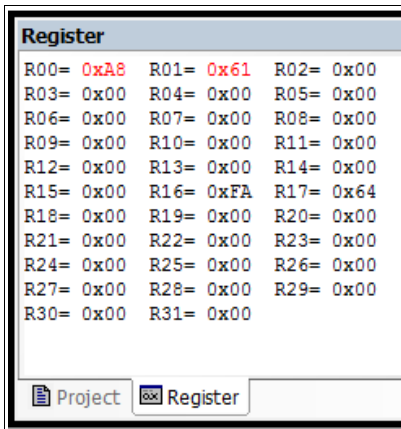 Register
R00= 0xA8 R01= 0x61 R02= 0x00
R03= 0x00 R04= 0x00 R05= 0x00
R06= 0x00 R07= 0x00 R08= 0x00
R09= 0x00 R10= 0x00 R11= 0x00
R12= 0x00 R13= 0x00 R14= 0x00
R15= 0x00 R16= 0xFA R17= 0x64
R18= 0x00 R19= 0x00 R20= 0x00
R21= 0x00 R22= 0x00 R23= 0x00
R24= 0x00 R25= 0x00 R26= 0x00
R27= 0x00 R28= 0x00 R29= 0x00
R30= 0x00 R31= 0x00
Project Register